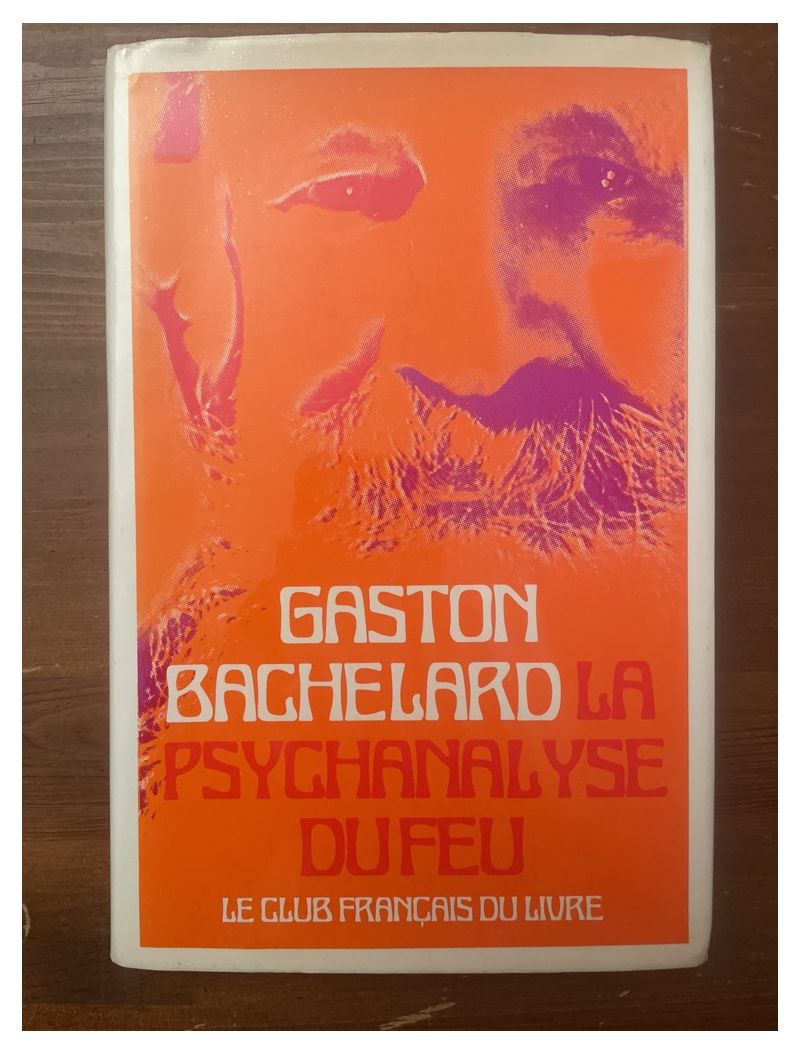 GASTON
BACHELARD LA
PSYCHANALYSE
DU FEU
LE CLUB FRANÇAIS DU LIVRE